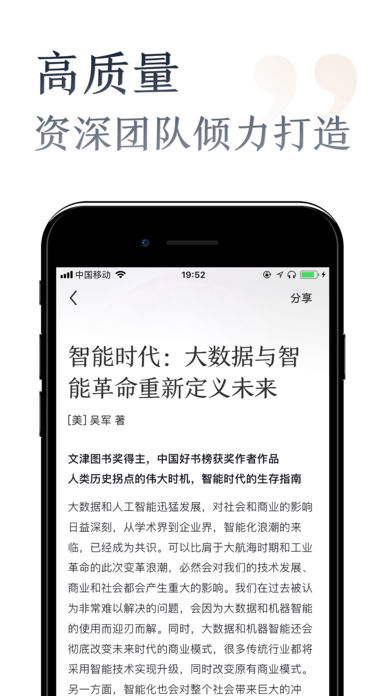 高质量
资深团队倾力打造
中国移动 19:52
分享
智能时代：大数据与智
能革命重新定义未来
[美] 吴军 著
文津图书奖得主，中国好书榜获奖作者作品
人类历史拐点的伟大时机，智能时代的生存指南
大数据和人工智能迅猛发展，对社会和商业的影响
日益深刻，从学术界到企业界，智能化浪潮的来
临，已经成为共识。可以比肩于大航海时期和工业
革命的此次变革浪潮，必然会对我们的技术发展、
商业和社会都会产生重大的影响。我们在过去被认
为非常难以解决的问题，会因为大数据和机器智能
的使用而迎刃而解。同时，大数据和机器智能还会
彻底改变未来时代的商业模式，很多传统行业都将
采用智能技术实现升级，同时改变原有商业模式。
另一方面，智能化也会对整个社会带来巨大的冲